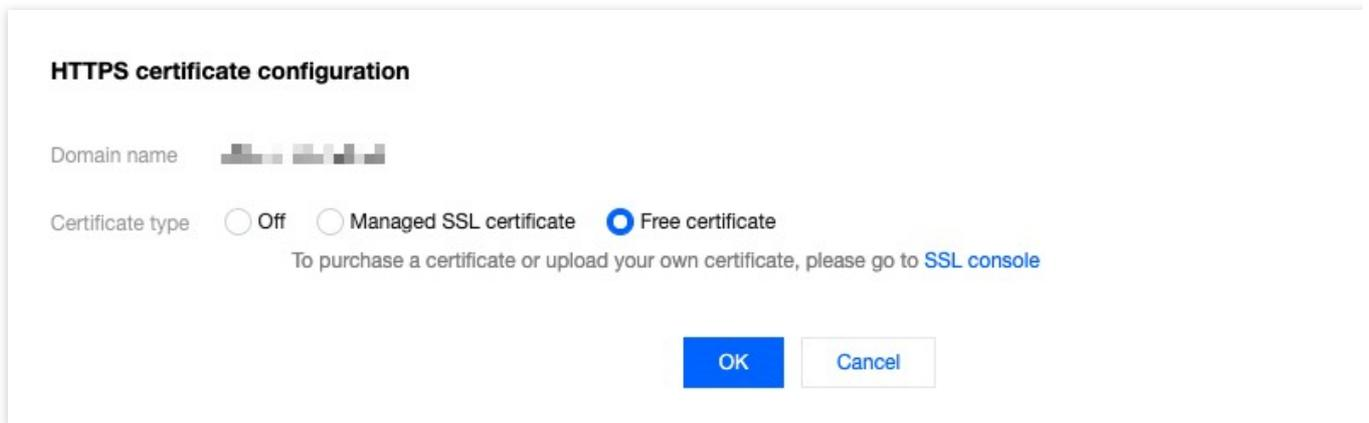 HTTPS certificate configuration
Domain name
Certificate type Off Managed SSL certificate Free certificate
To purchase a certificate or upload your own certificate, please go to SSL console
OK Cancel